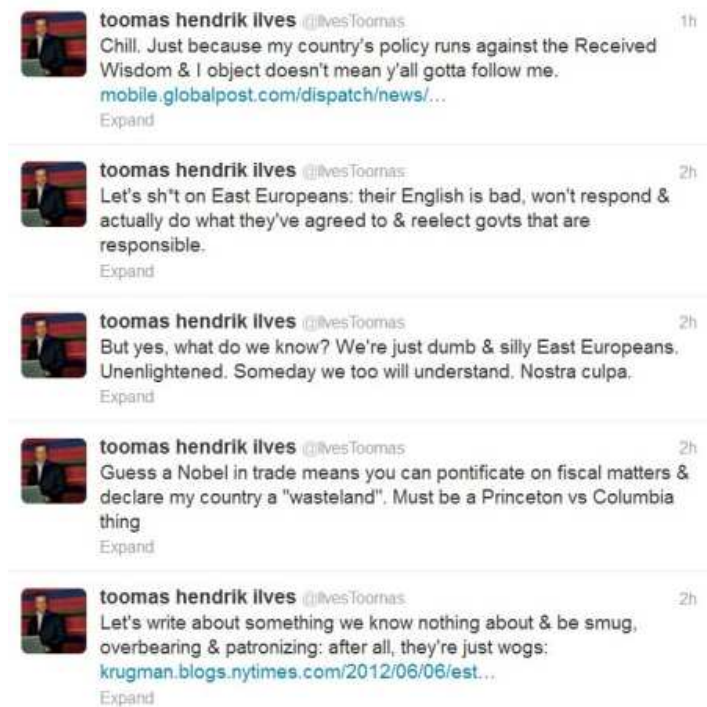 toomas hendrik ilves @IlvesToomas 1h
Chill. Just because my country's policy runs against the Received
Wisdom & I object doesn't mean y'all gotta follow me.
mobile.globalpost.com/dispatch/news/...
Expand
toomas hendrik ilves @IlvesToomas 2h
Let's sh*t on East Europeans: their English is bad, won't respond &
actually do what they've agreed to & reelect govts that are
responsible.
Expand
toomas hendrik ilves @IlvesToomas 2h
But yes, what do we know? We're just dumb & silly East Europeans.
Unenlightened. Someday we too will understand. Nostra culpa.
Expand
toomas hendrik ilves @IlvesToomas 2h
Guess a Nobel in trade means you can pontificate on fiscal matters &
declare my country a "wasteland". Must be a Princeton vs Columbia
thing
Expand
toomas hendrik ilves @IlvesToomas 2h
Let's write about something we know nothing about & be smug,
overbearing & patronizing: after all, they're just wogs:
krugman.blogs.nytimes.com/2012/06/06/est...
Expand